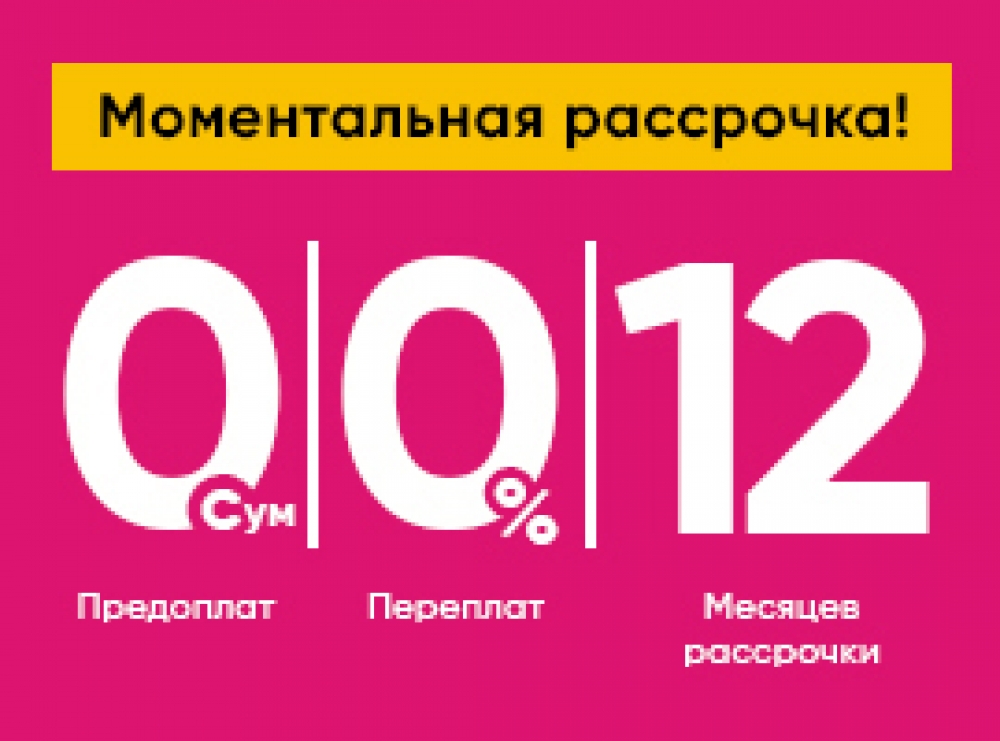 Моментальная рассрочка!
0 Сум
Предоплат
0 %
Переплат
12
Месяцев
рассрочки